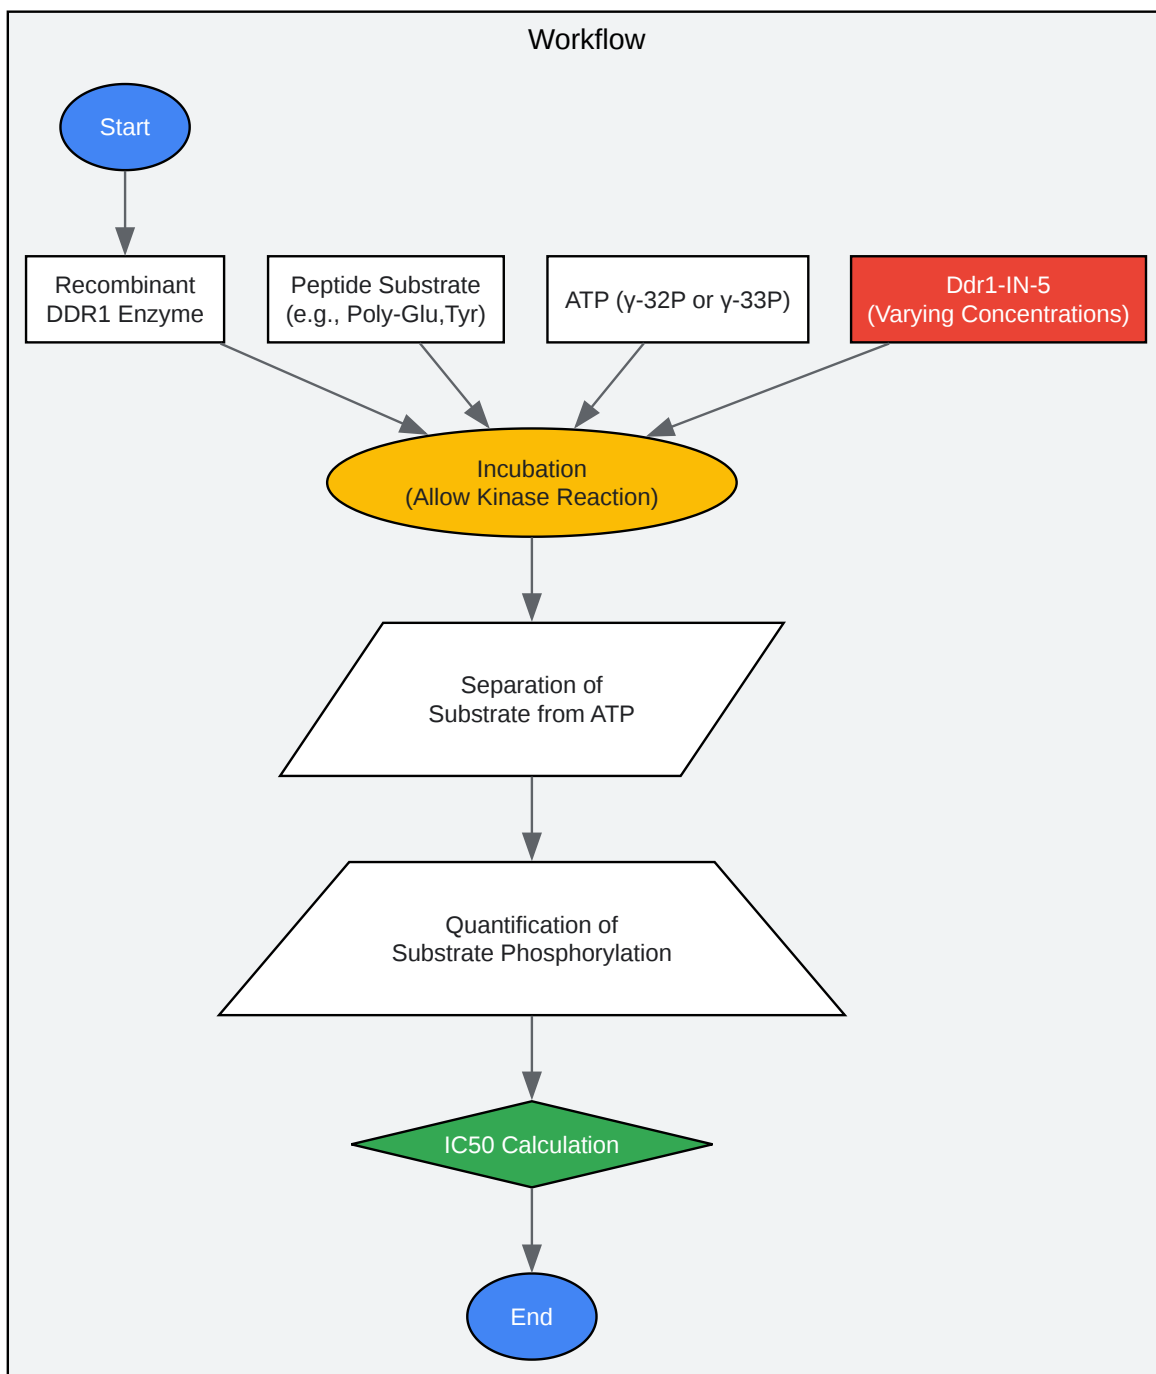 Workflow
Start
Recombinant
DDR1 Enzyme
Peptide Substrate
(e.g., Poly-Glu,Tyr)
ATP (γ-32P or γ-33P)
Ddr1-IN-5
(Varying Concentrations)
Incubation
(Allow Kinase Reaction)
Separation of
Substrate from ATP
Quantification of
Substrate Phosphorylation
IC50 Calculation
End